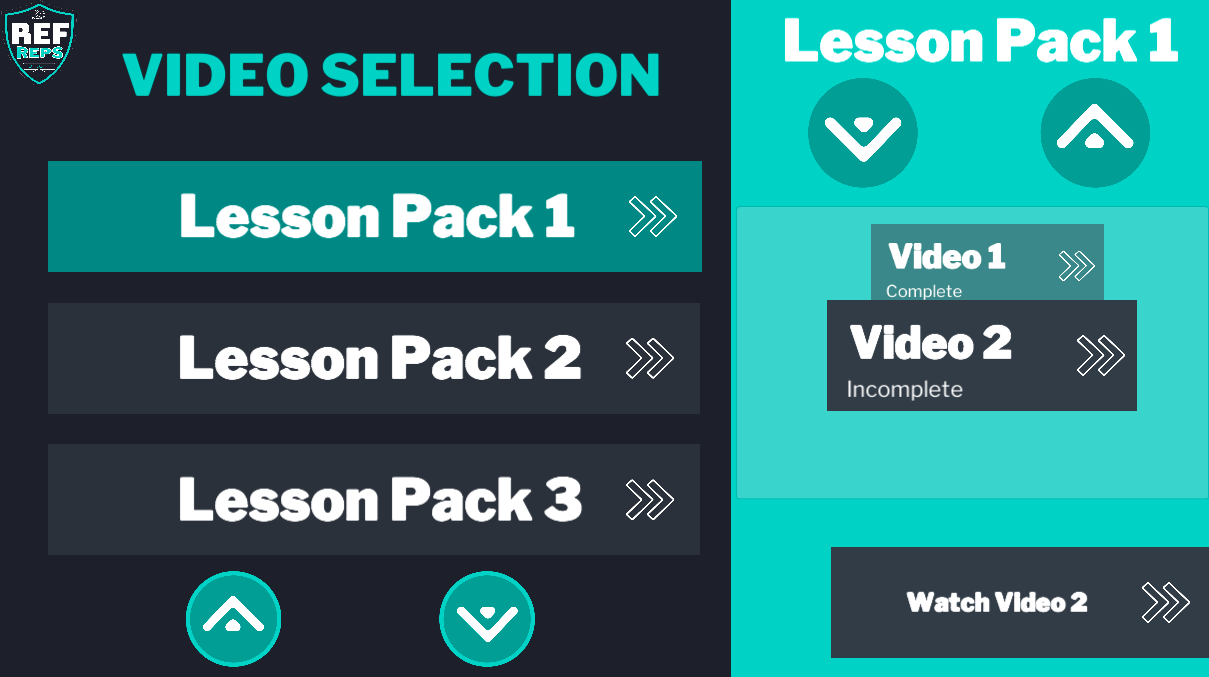 REF
REPS
VIDEO SELECTION
Lesson Pack 1
Lesson Pack 2
Lesson Pack 3
Lesson Pack 1
Video 1
Complete
Video 2
Incomplete
Watch Video 2